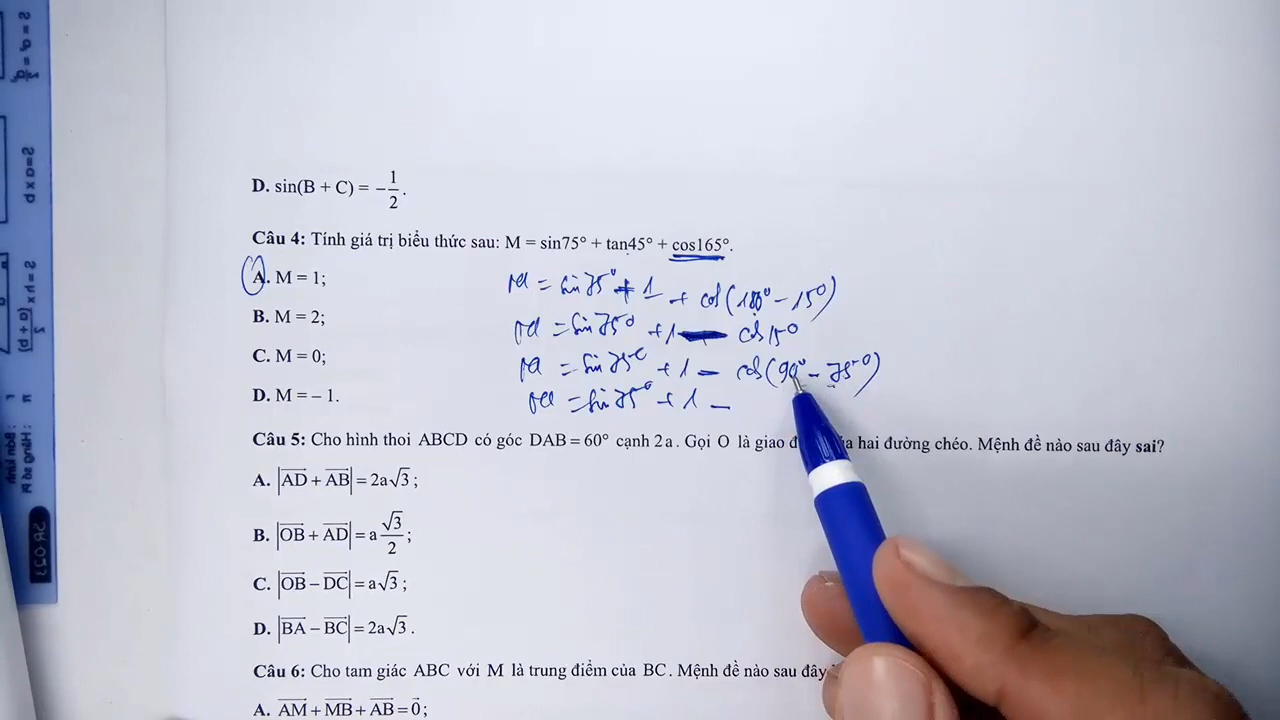 D. sin(B + C) = −1/2.
Câu 4: Tính giá trị biểu thức sau: M = sin75° + tan45° + cos165°.
A. M = 1;
M = sin75° + 1 + cos(180° − 15°)
B. M = 2;
M = sin75° + 1 − cos15°
C. M = 0;
M = sin75° + 1 − cos(90° − 75°)
D. M = − 1.
M = sin75° + 1 −
Câu 5: Cho hình thoi ABCD có góc DAB = 60° cạnh 2a. Gọi O là giao hai đường chéo. Mệnh đề nào sau đây sai?
A. |AD + AB| = 2a√3;
B. |OB + AD| = a√3/2;
C. |OB − DC| = a√3;
D. |BA − BC| = 2a√3.
Câu 6: Cho tam giác ABC với M là trung điểm của BC. Mệnh đề nào sau đây
A. AM + MB + AB = 0;